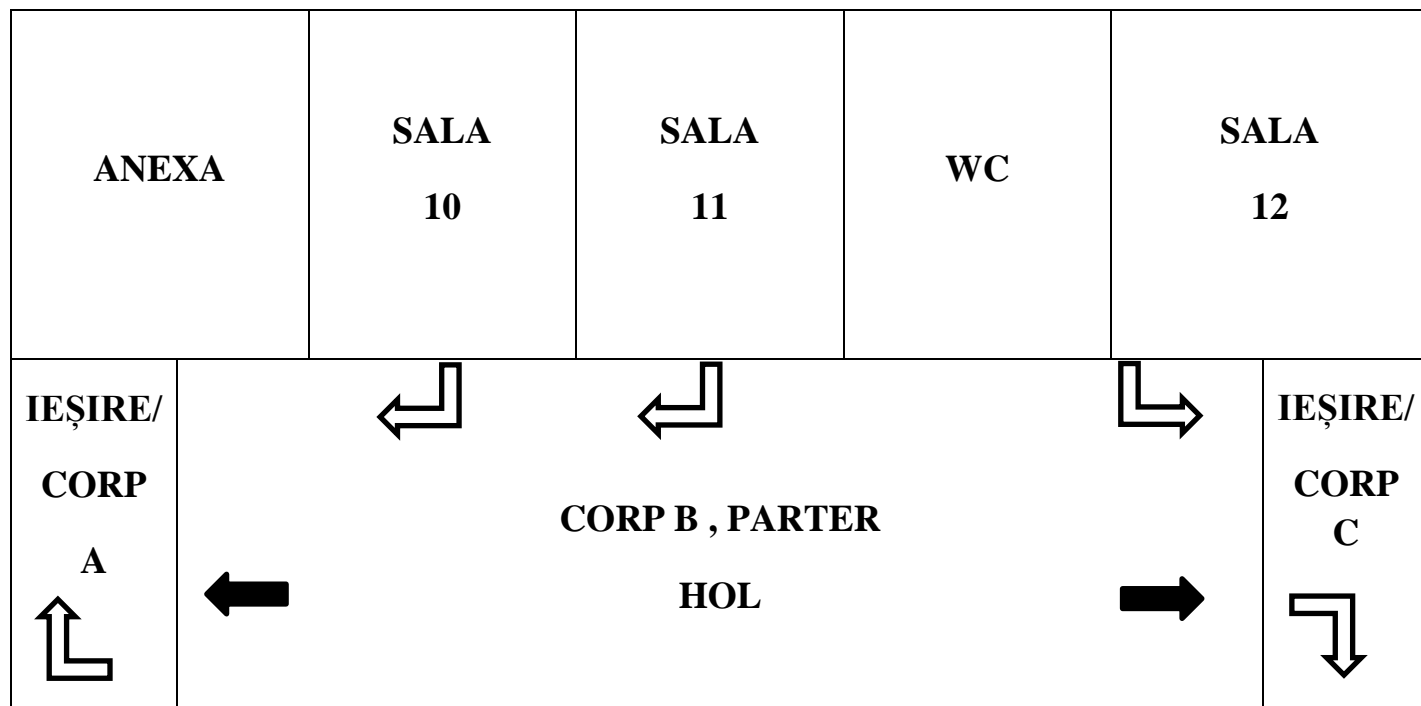 ANEXA
SALA
10
SALA
11
WC
SALA
12
IEȘIRE/
CORP
A
CORP B , PARTER
HOL
IEȘIRE/
CORP
C